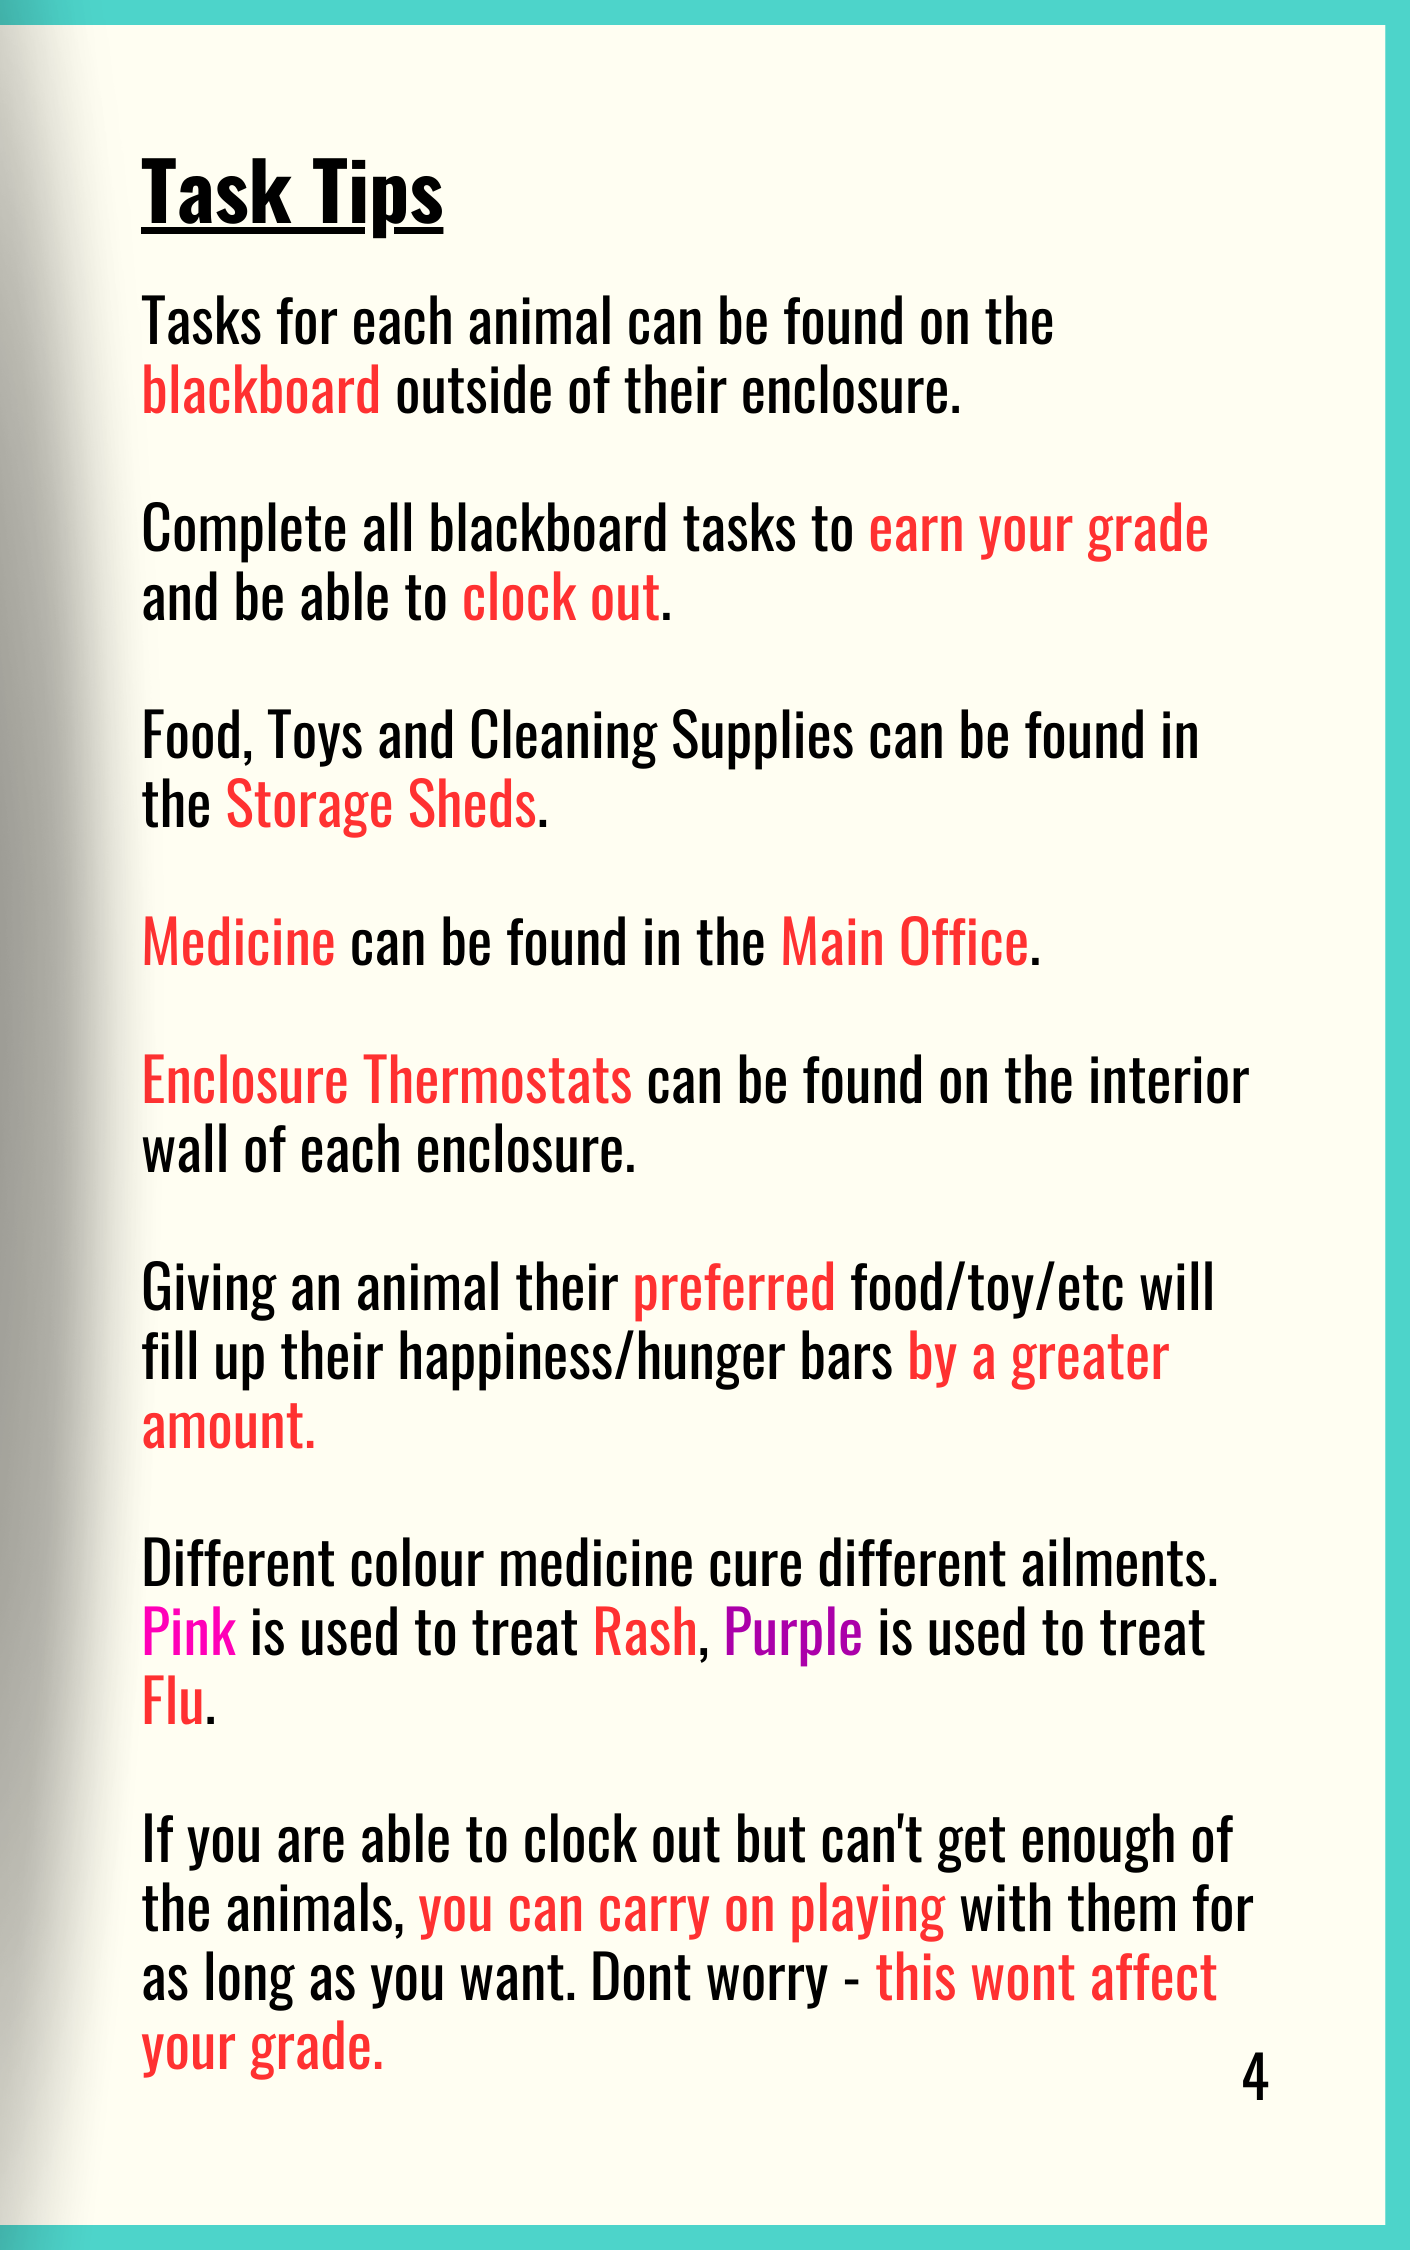 Task Tips
Tasks for each animal can be found on the
blackboard outside of their enclosure.
Complete all blackboard tasks to earn your grade
and be able to clock out.
Food, Toys and Cleaning Supplies can be found in
the Storage Sheds.
Medicine can be found in the Main Office.
Enclosure Thermostats can be found on the interior
wall of each enclosure.
Giving an animal their preferred food/toy/etc will
fill up their happiness/hunger bars by a greater
amount.
Different colour medicine cure different ailments.
Pink is used to treat Rash, Purple is used to treat
Flu.
If you are able to clock out but can't get enough of
the animals, you can carry on playing with them for
as long as you want. Dont worry - this wont affect
your grade.
4